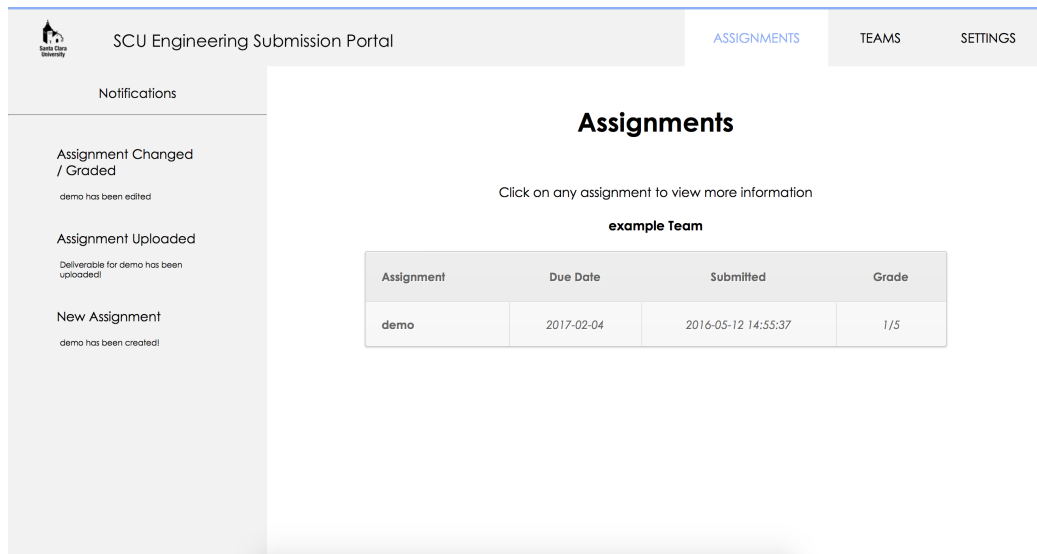 Santa Clara
University
SCU Engineering Submission Portal
ASSIGNMENTS
TEAMS
SETTINGS
Notifications
Assignment Changed
/ Graded
demo has been edited
Assignment Uploaded
Deliverable for demo has been
uploaded!
New Assignment
demo has been created!
Assignments
Click on any assignment to view more information
example Team
Assignment Due Date Submitted Grade
demo 2017-02-04 2016-05-12 14:55:37 1/5